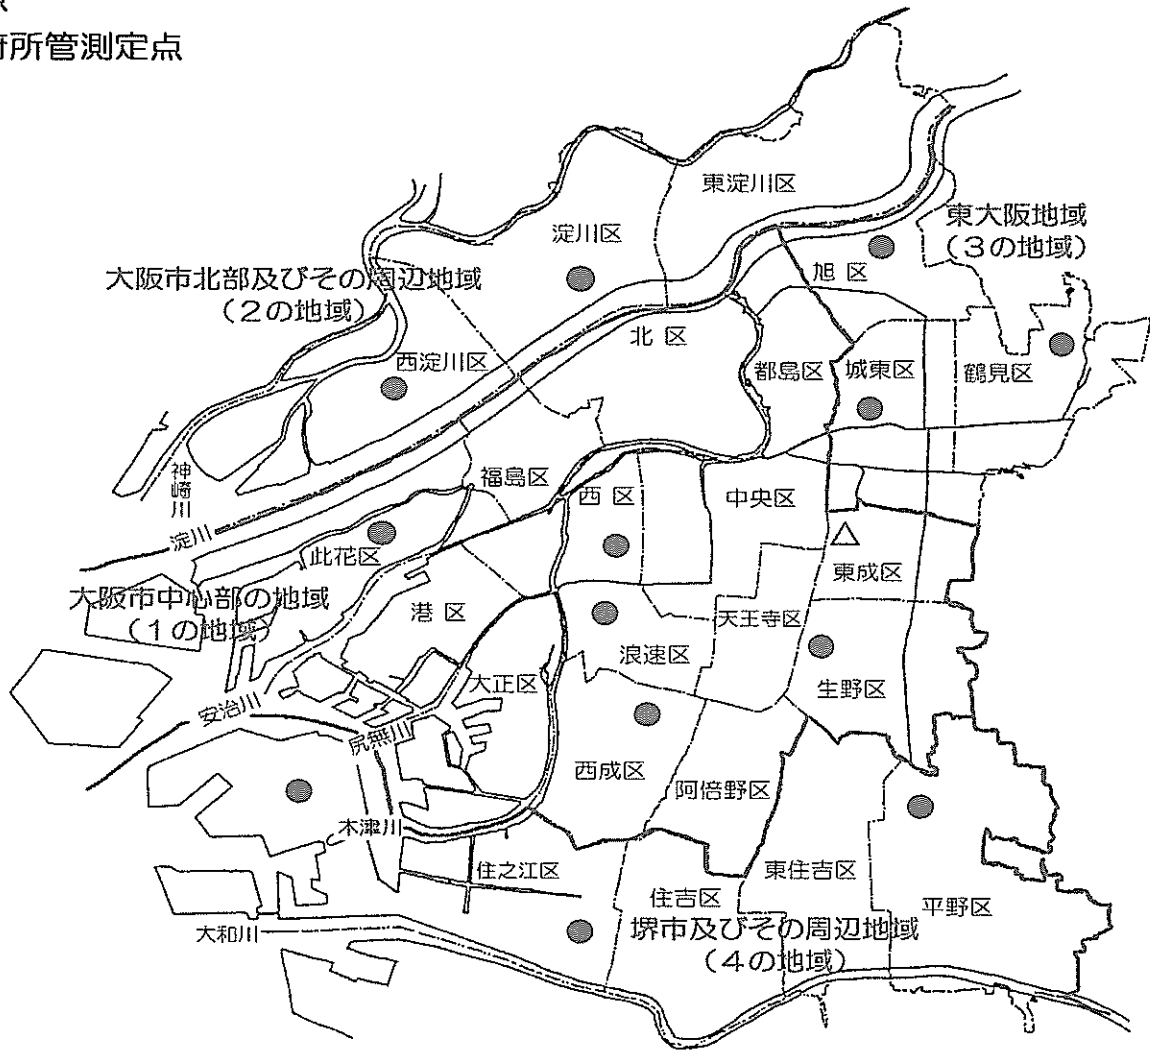 所管測定点
東淀川区
淀川区
東大阪地域
(3の地域)
旭 区
大阪市北部及びその周辺地域
(2の地域)
北 区
西淀川区
都島区
城東区
鶴見区
神崎川
福島区
西 区
中央区
淀川
此花区
東成区
大阪市中心部の地域
(1の地域)
港 区
天王寺区
浪速区
大正区
生野区
安治川
尻無川
西成区
阿倍野区
木津川
住之江区
東住吉区
住吉区
平野区
大和川
堺市及びその周辺地域
(4の地域)